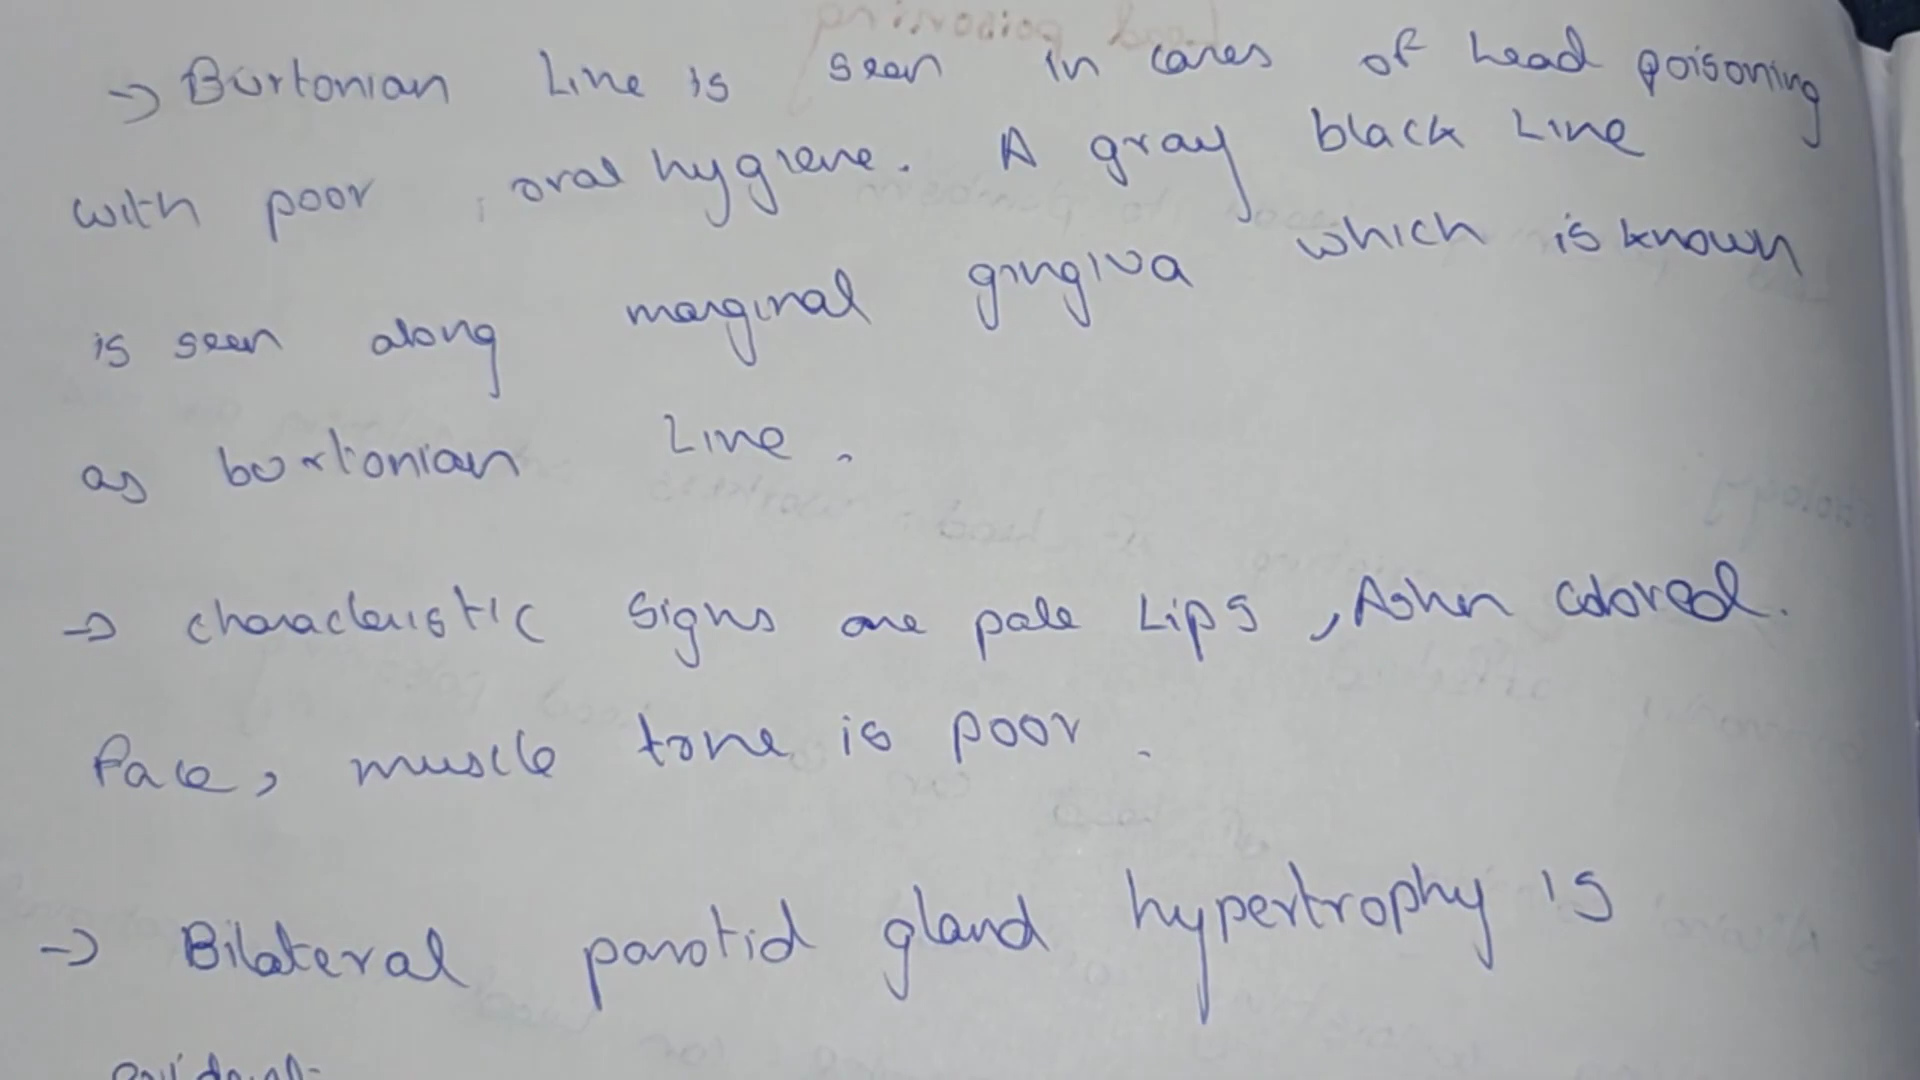 → Burtonian Line is seen in cases of Lead poisoning
with poor oral hygiene. A gray black Line
is seen along marginal gingiva which is known
as burtonian Line.
→ characteristic signs are pale Lips, Ashen colored.
face, muscle tone is poor.
→ Bilateral parotid gland hypertrophy is
evident.